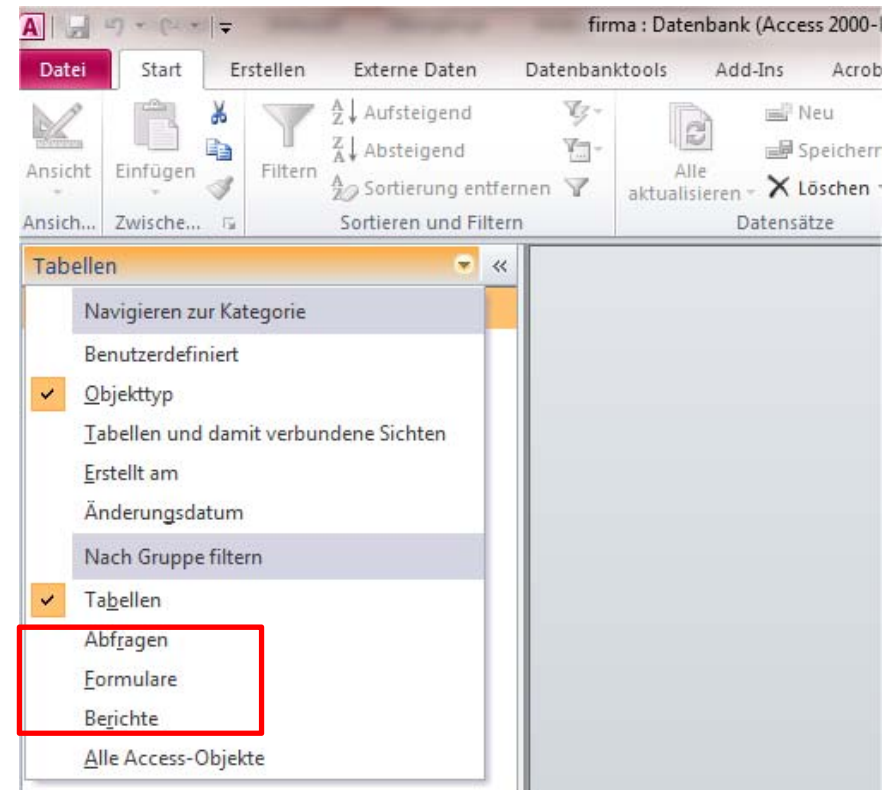 A
firma : Datenbank (Access 2000-
Datei Start Erstellen Externe Daten Datenbanktools Add-Ins Acrob
Ansicht Einfügen Filtern
A Z Aufsteigend
Z A Absteigend
A Z Sortierung entfernen
Alle aktualisieren
Neu
Speichern
Löschen
Ansich... Zwische... Sortieren und Filtern Datensätze
Tabellen «
Navigieren zur Kategorie
Benutzerdefiniert
Objekttyp
Tabellen und damit verbundene Sichten
Erstellt am
Änderungsdatum
Nach Gruppe filtern
Tabellen
Abfragen
Formulare
Berichte
Alle Access-Objekte